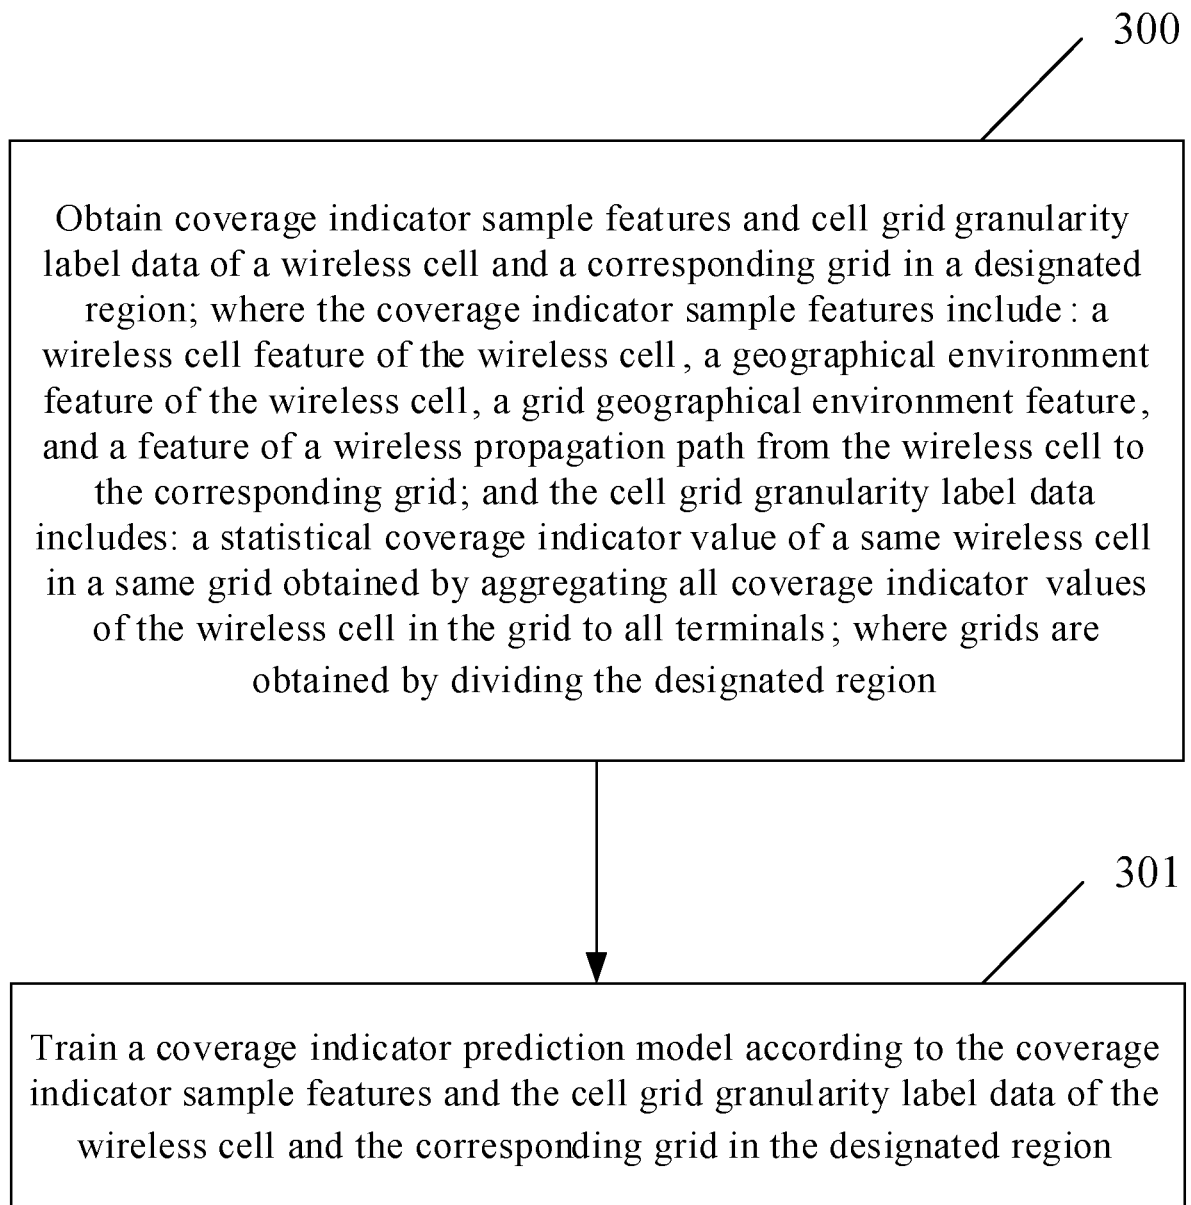 300
Obtain coverage indicator sample features and cell grid granularity
label data of a wireless cell and a corresponding grid in a designated
region; where the coverage indicator sample features include: a
wireless cell feature of the wireless cell, a geographical environment
feature of the wireless cell, a grid geographical environment feature,
and a feature of a wireless propagation path from the wireless cell to
the corresponding grid; and the cell grid granularity label data
includes: a statistical coverage indicator value of a same wireless cell
in a same grid obtained by aggregating all coverage indicator values
of the wireless cell in the grid to all terminals; where grids are
obtained by dividing the designated region
301
Train a coverage indicator prediction model according to the coverage
indicator sample features and the cell grid granularity label data of the
wireless cell and the corresponding grid in the designated region